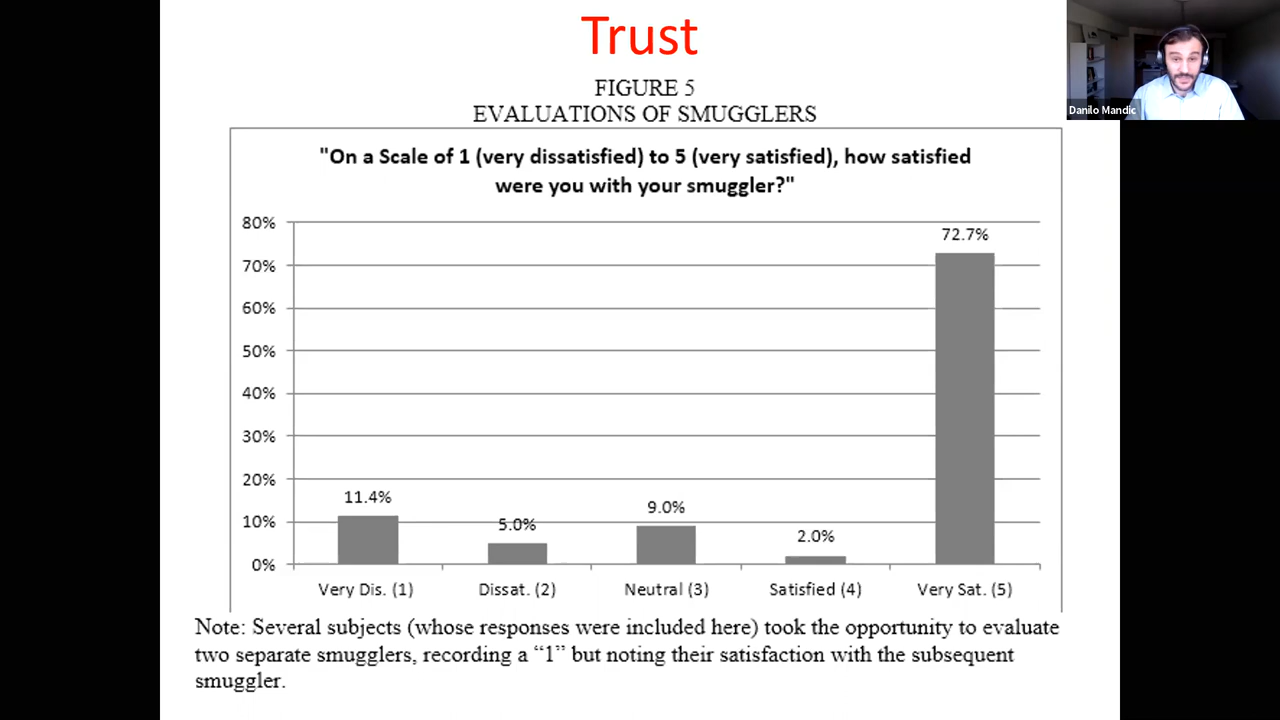 Trust
Danilo Mandic
FIGURE 5
EVALUATIONS OF SMUGGLERS
"On a Scale of 1 (very dissatisfied) to 5 (very satisfied), how satisfied
were you with your smuggler?"
80%
70%
60%
50%
40%
30%
20%
10%
0%
11.4%
5.0%
9.0%
2.0%
72.7%
Very Dis. (1)
Dissat. (2)
Neutral (3)
Satisfied (4)
Very Sat. (5)
Note: Several subjects (whose responses were included here) took the opportunity to evaluate
two separate smugglers, recording a “1” but noting their satisfaction with the subsequent
smuggler.